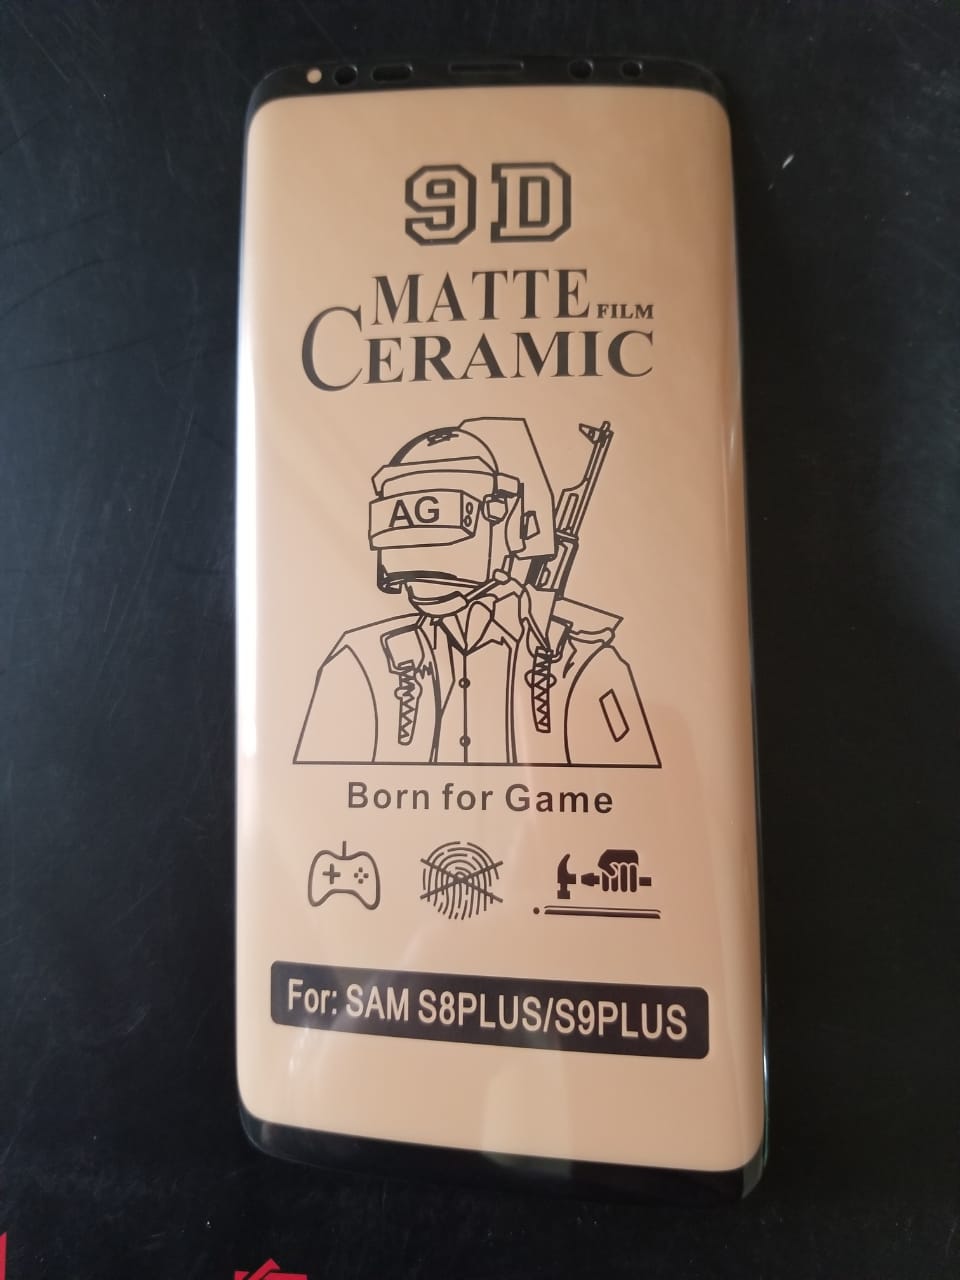 9D
MATTE FILM
CERAMIC
AG
Born for Game
For: SAM S8PLUS/S9PLUS